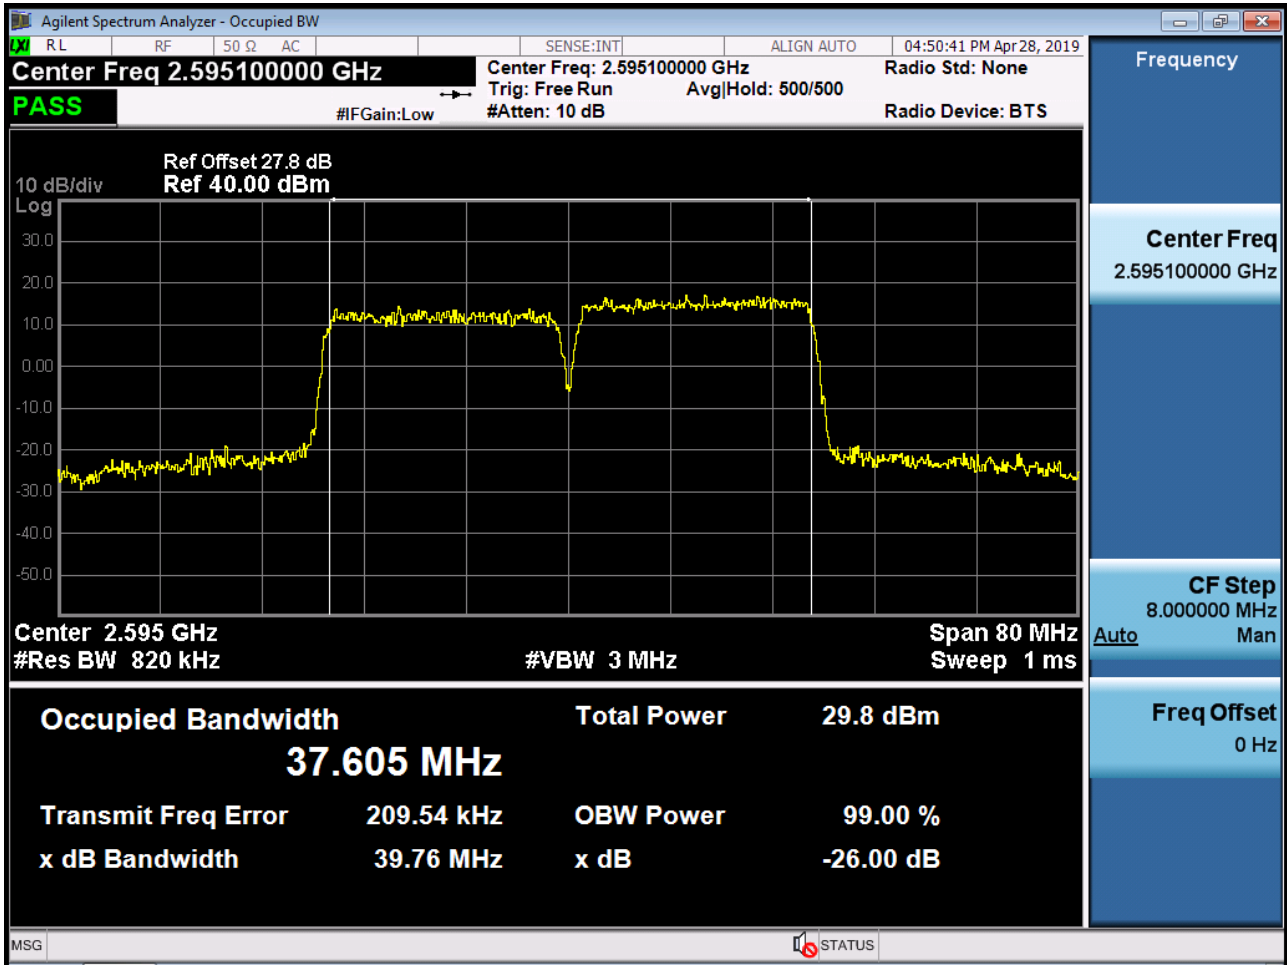 Agilent Spectrum Analyzer - Occupied BW
LXI RL RF 50 Ω AC SENSE:INT ALIGN AUTO 04:50:41 PM Apr 28, 2019
Center Freq 2.595100000 GHz
Center Freq: 2.595100000 GHz Radio Std: None
Trig: Free Run Avg|Hold: 500/500
PASS
#IFGain:Low #Atten: 10 dB Radio Device: BTS
Ref Offset 27.8 dB
10 dB/div Ref 40.00 dBm
Log
30.0
20.0
10.0
0.00
-10.0
-20.0
-30.0
-40.0
-50.0
Center 2.595 GHz Span 80 MHz
#Res BW 820 kHz #VBW 3 MHz Sweep 1 ms
Occupied Bandwidth Total Power 29.8 dBm
37.605 MHz
Transmit Freq Error 209.54 kHz OBW Power 99.00 %
x dB Bandwidth 39.76 MHz x dB -26.00 dB
Frequency
Center Freq
2.595100000 GHz
CF Step
8.000000 MHz
Auto Man
Freq Offset
0 Hz
MSG STATUS